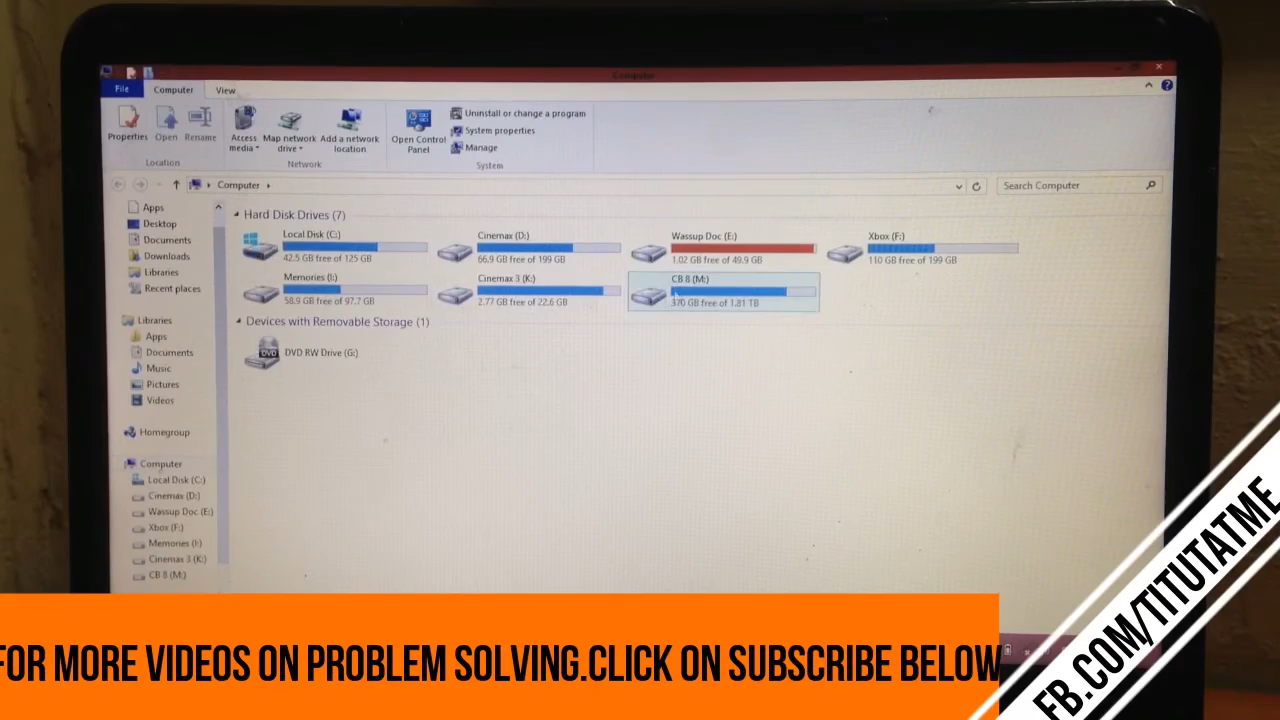 Computer
File Computer View
Properties Open Rename Access media Map network drive Add a network location Open Control Panel Uninstall or change a program
System properties
Manage
Location Network System
Computer Search Computer
Apps
Desktop
Documents
Downloads
Libraries
Recent places
Libraries
Apps
Documents
Music
Pictures
Videos
Homegroup
Computer
Local Disk (C:)
Cinemax (D:)
Wassup Doc (E:)
Xbox (F:)
Memories (I:)
Cinemax 3 (K:)
CB 8 (M:)
Hard Disk Drives (7)
Local Disk (C:)
42.5 GB free of 125 GB
Cinemax (D:)
66.9 GB free of 199 GB
Wassup Doc (E:)
1.02 GB free of 49.9 GB
Xbox (F:)
110 GB free of 199 GB
Memories (I:)
58.9 GB free of 97.7 GB
Cinemax 3 (K:)
2.77 GB free of 22.6 GB
CB 8 (M:)
370 GB free of 1.81 TB
Devices with Removable Storage (1)
DVD
DVD RW Drive (G:)
FOR MORE VIDEOS ON PROBLEM SOLVING.CLICK ON SUBSCRIBE BELOW
FB.COM/TITUTATME